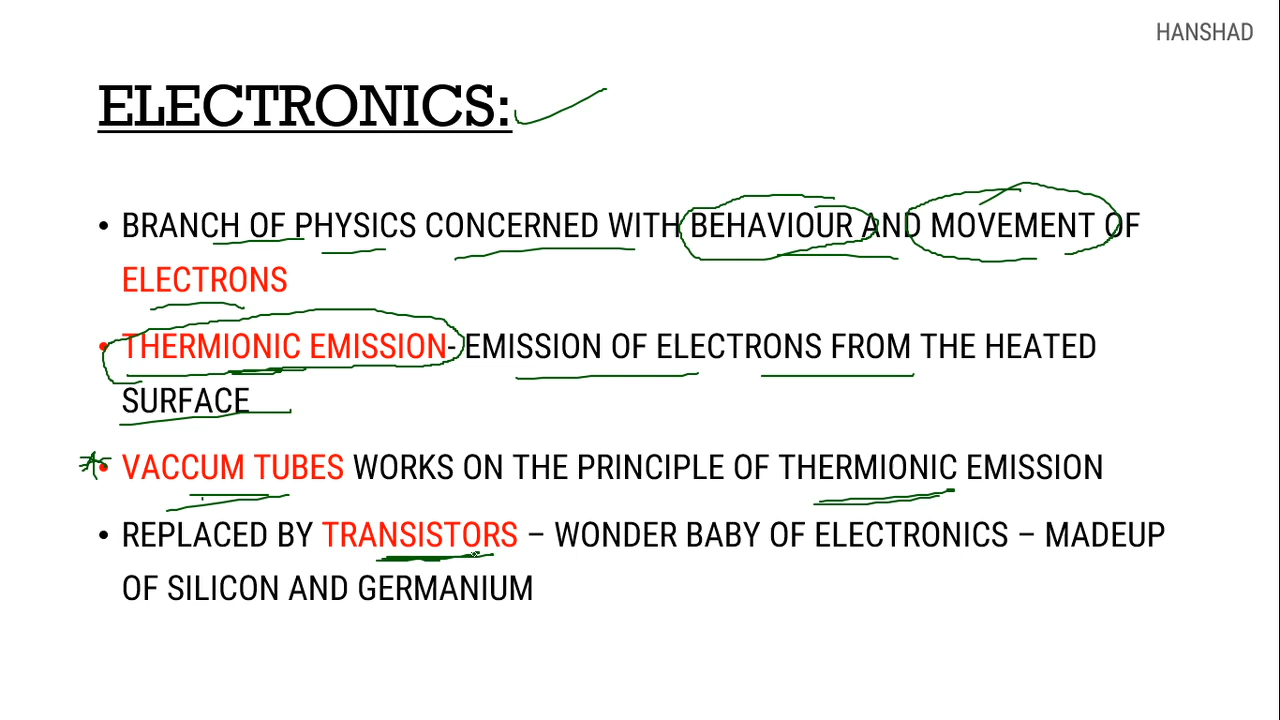 HANSHAD
ELECTRONICS:
• BRANCH OF PHYSICS CONCERNED WITH BEHAVIOUR AND MOVEMENT OF
ELECTRONS
• THERMIONIC EMISSION- EMISSION OF ELECTRONS FROM THE HEATED
SURFACE
• VACCUM TUBES WORKS ON THE PRINCIPLE OF THERMIONIC EMISSION
• REPLACED BY TRANSISTORS – WONDER BABY OF ELECTRONICS – MADEUP
OF SILICON AND GERMANIUM